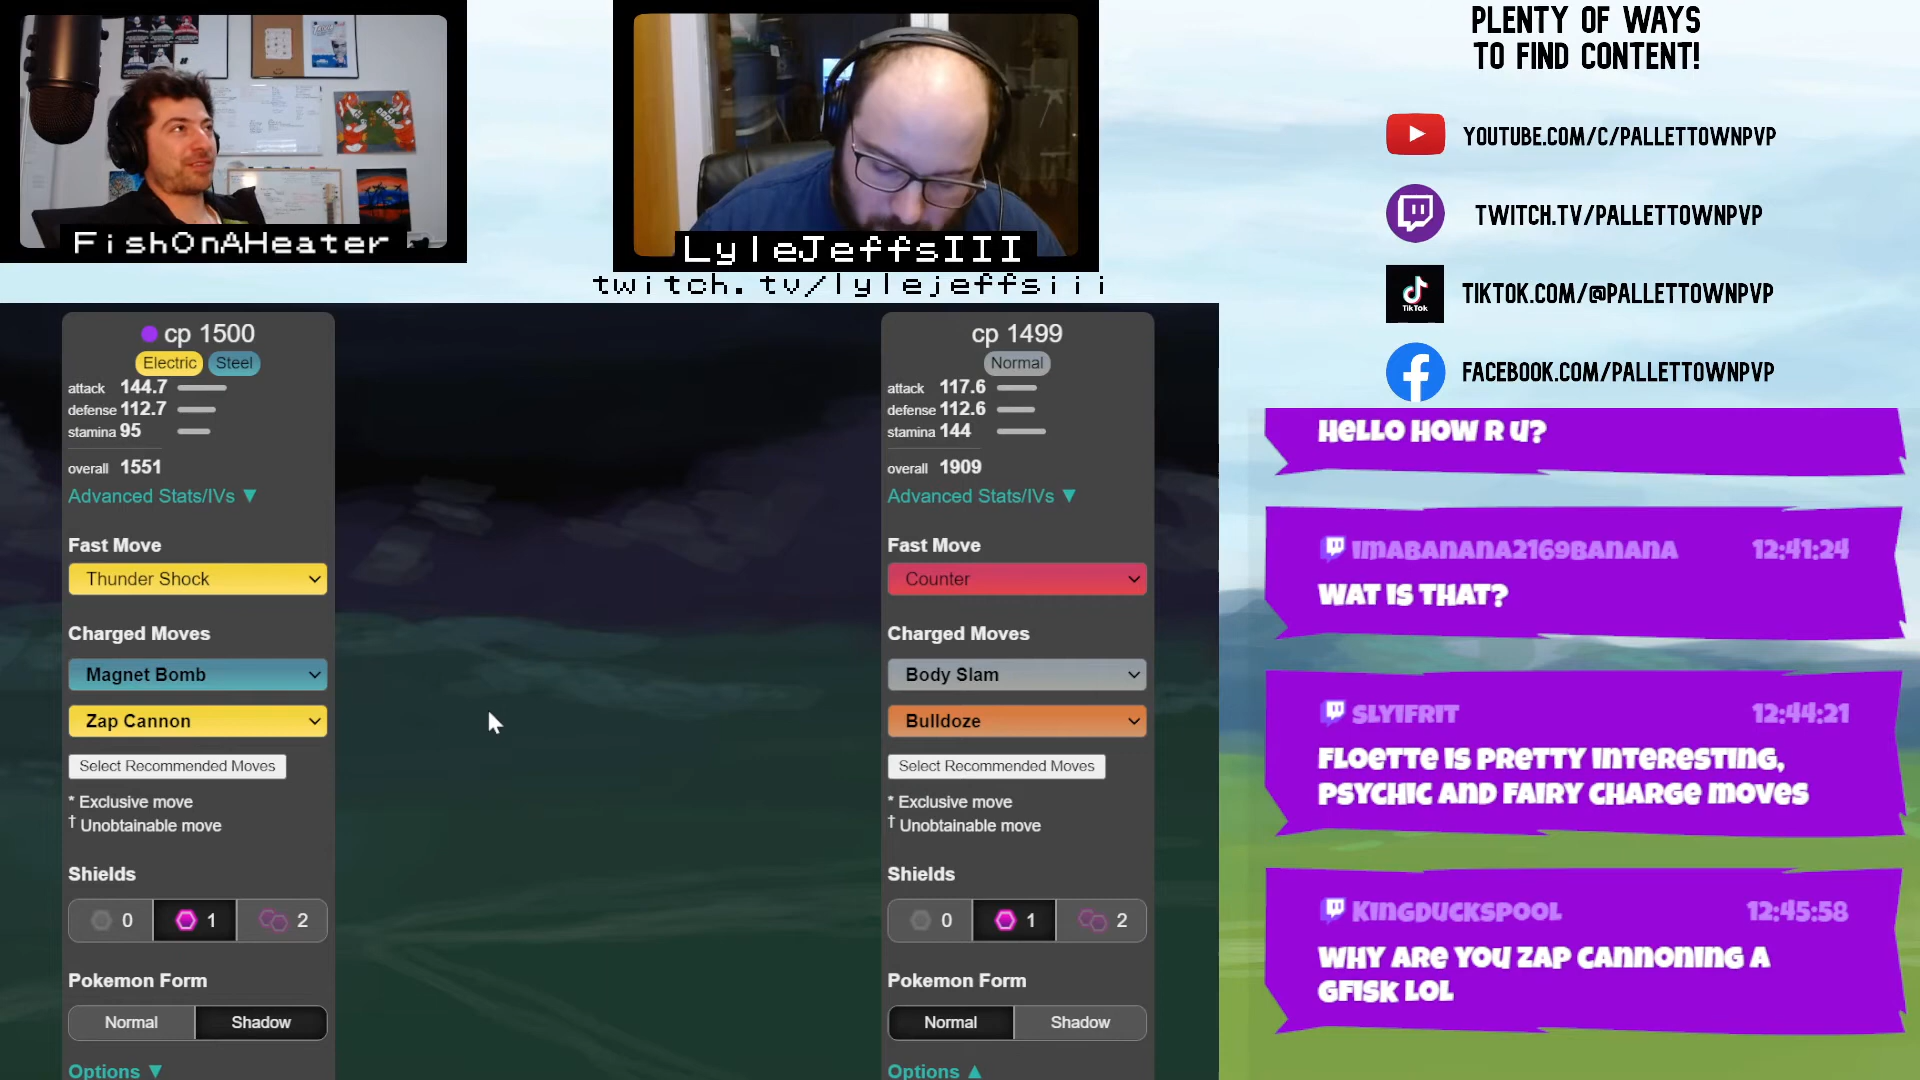 FishOnAHeater
LyleJeffsIII
twitch.tv/lylejeffsiii
PLENTY OF WAYS
TO FIND CONTENT!
YOUTUBE.COM/C/PALLETTOWNPVP
TWITCH.TV/PALLETTOWNPVP
TikTok
TIKTOK.COM/@PALLETTOWNPVP
FACEBOOK.COM/PALLETTOWNPVP
cp 1500
Electric Steel
attack 144.7
defense 112.7
stamina 95
overall 1551
Advanced Stats/IVs ▼
Fast Move
Thunder Shock
Charged Moves
Magnet Bomb
Zap Cannon
Select Recommended Moves
* Exclusive move
† Unobtainable move
Shields
0 1 2
Pokemon Form
Normal Shadow
Options ▼
cp 1499
Normal
attack 117.6
defense 112.6
stamina 144
overall 1909
Advanced Stats/IVs ▼
Fast Move
Counter
Charged Moves
Body Slam
Bulldoze
Select Recommended Moves
* Exclusive move
† Unobtainable move
Shields
0 1 2
Pokemon Form
Normal Shadow
Options ▲
Hello how r u?
Imabanana2169banana 12:41:24
Wat is that?
slyifrit 12:44:21
Floette is pretty interesting,
psychic and fairy charge moves
kingduckspool 12:45:58
Why are you zap cannoning a
gfisk lol